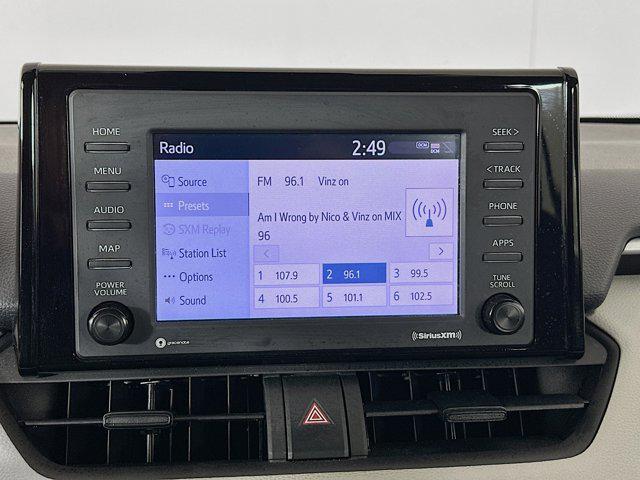 HOME
MENU
AUDIO
MAP
POWER
VOLUME
Radio 2:49 DCM DCM
Source
Presets
SXM Replay
Station List
Options
Sound
FM 96.1 Vinz on
Am I Wrong by Nico & Vinz on MIX
96
< >
1 107.9 2 96.1 3 99.5
4 100.5 5 101.1 6 102.5
SEEK >
< TRACK
PHONE
APPS
TUNE
SCROLL
gracenote
((SiriusXM))